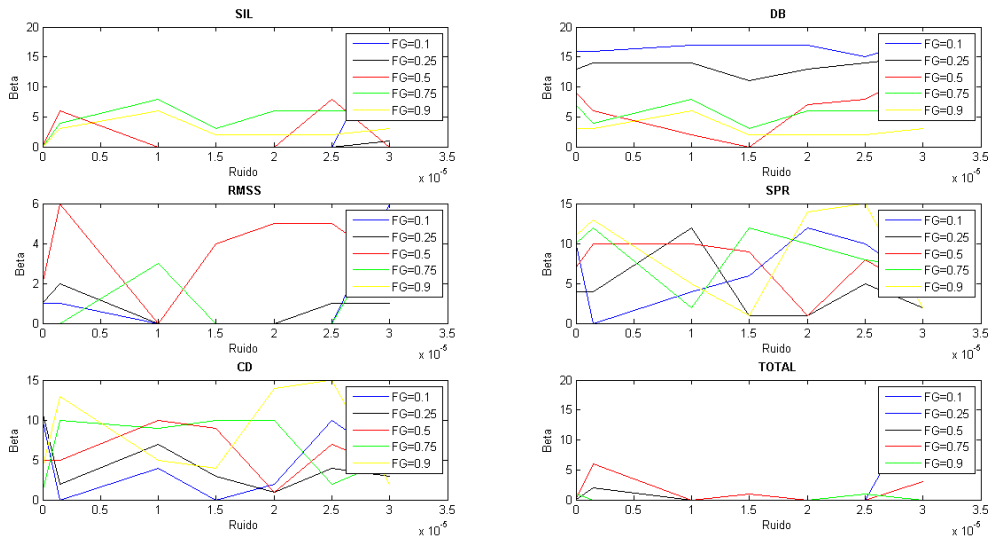 SIL
20
15
10
5
0
Beta
0
0.5
1
1.5
2
2.5
3
3.5
Ruido
x 10⁻⁵
FG=0.1
FG=0.25
FG=0.5
FG=0.75
FG=0.9
DB
20
15
10
5
0
Beta
0
0.5
1
1.5
2
2.5
3
3.5
Ruido
x 10⁻⁵
FG=0.1
FG=0.25
FG=0.5
FG=0.75
FG=0.9
RMSS
6
4
2
0
Beta
0
0.5
1
1.5
2
2.5
3
3.5
Ruido
x 10⁻⁵
FG=0.1
FG=0.25
FG=0.5
FG=0.75
FG=0.9
SPR
15
10
5
0
Beta
0
0.5
1
1.5
2
2.5
3
3.5
Ruido
x 10⁻⁵
FG=0.1
FG=0.25
FG=0.5
FG=0.75
FG=0.9
CD
15
10
5
0
Beta
0
0.5
1
1.5
2
2.5
3
3.5
Ruido
x 10⁻⁵
FG=0.1
FG=0.25
FG=0.5
FG=0.75
FG=0.9
TOTAL
20
15
10
5
0
Beta
0
0.5
1
1.5
2
2.5
3
3.5
Ruido
x 10⁻⁵
FG=0.1
FG=0.25
FG=0.5
FG=0.75
FG=0.9